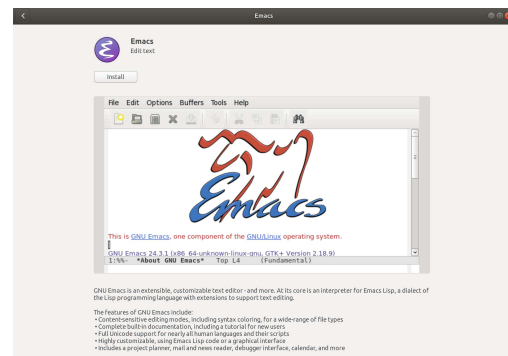 Emacs
Emacs
Edit text
Install
File Edit Options Buffers Tools Help
Emacs
This is GNU Emacs, one component of the GNU/Linux operating system.
GNU Emacs 24.3.1 (x86_64-unknown-linux-gnu, GTK+ Version 2.18.9)
1:%%- *About GNU Emacs* Top L4 (Fundamental)
GNU Emacs is an extensible, customizable text editor - and more. At its core is an interpreter for Emacs Lisp, a dialect of
the Lisp programming language with extensions to support text editing.
The features of GNU Emacs include:
• Content-sensitive editing modes, including syntax coloring, for a wide-range of file types
• Complete built-in documentation, including a tutorial for new users
• Full Unicode support for nearly all human languages and their scripts
• Highly customizable, using Emacs Lisp code or a graphical interface
• Includes a project planner, mail and news reader, debugger interface, calendar, and more